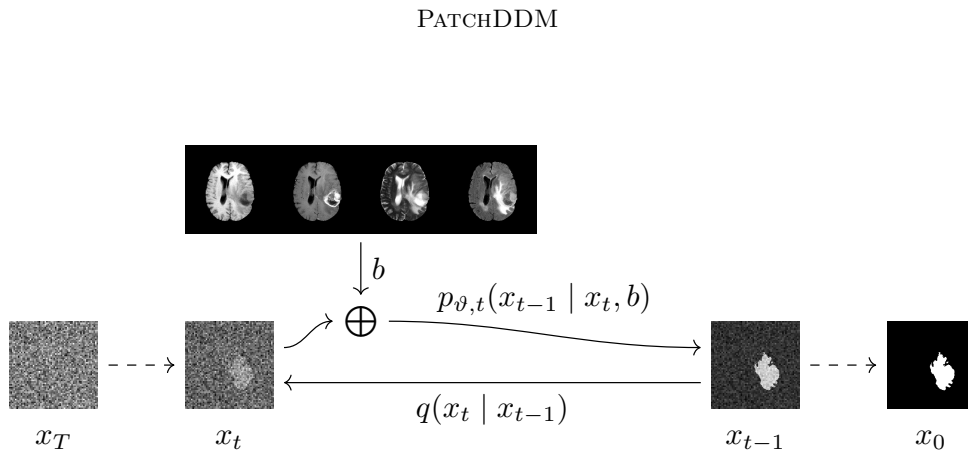 PATCHDDM
b
⊕
p_{ϑ,t}(x_{t−1} | x_t, b)
q(x_t | x_{t−1})
x_T x_t x_{t−1} x_0